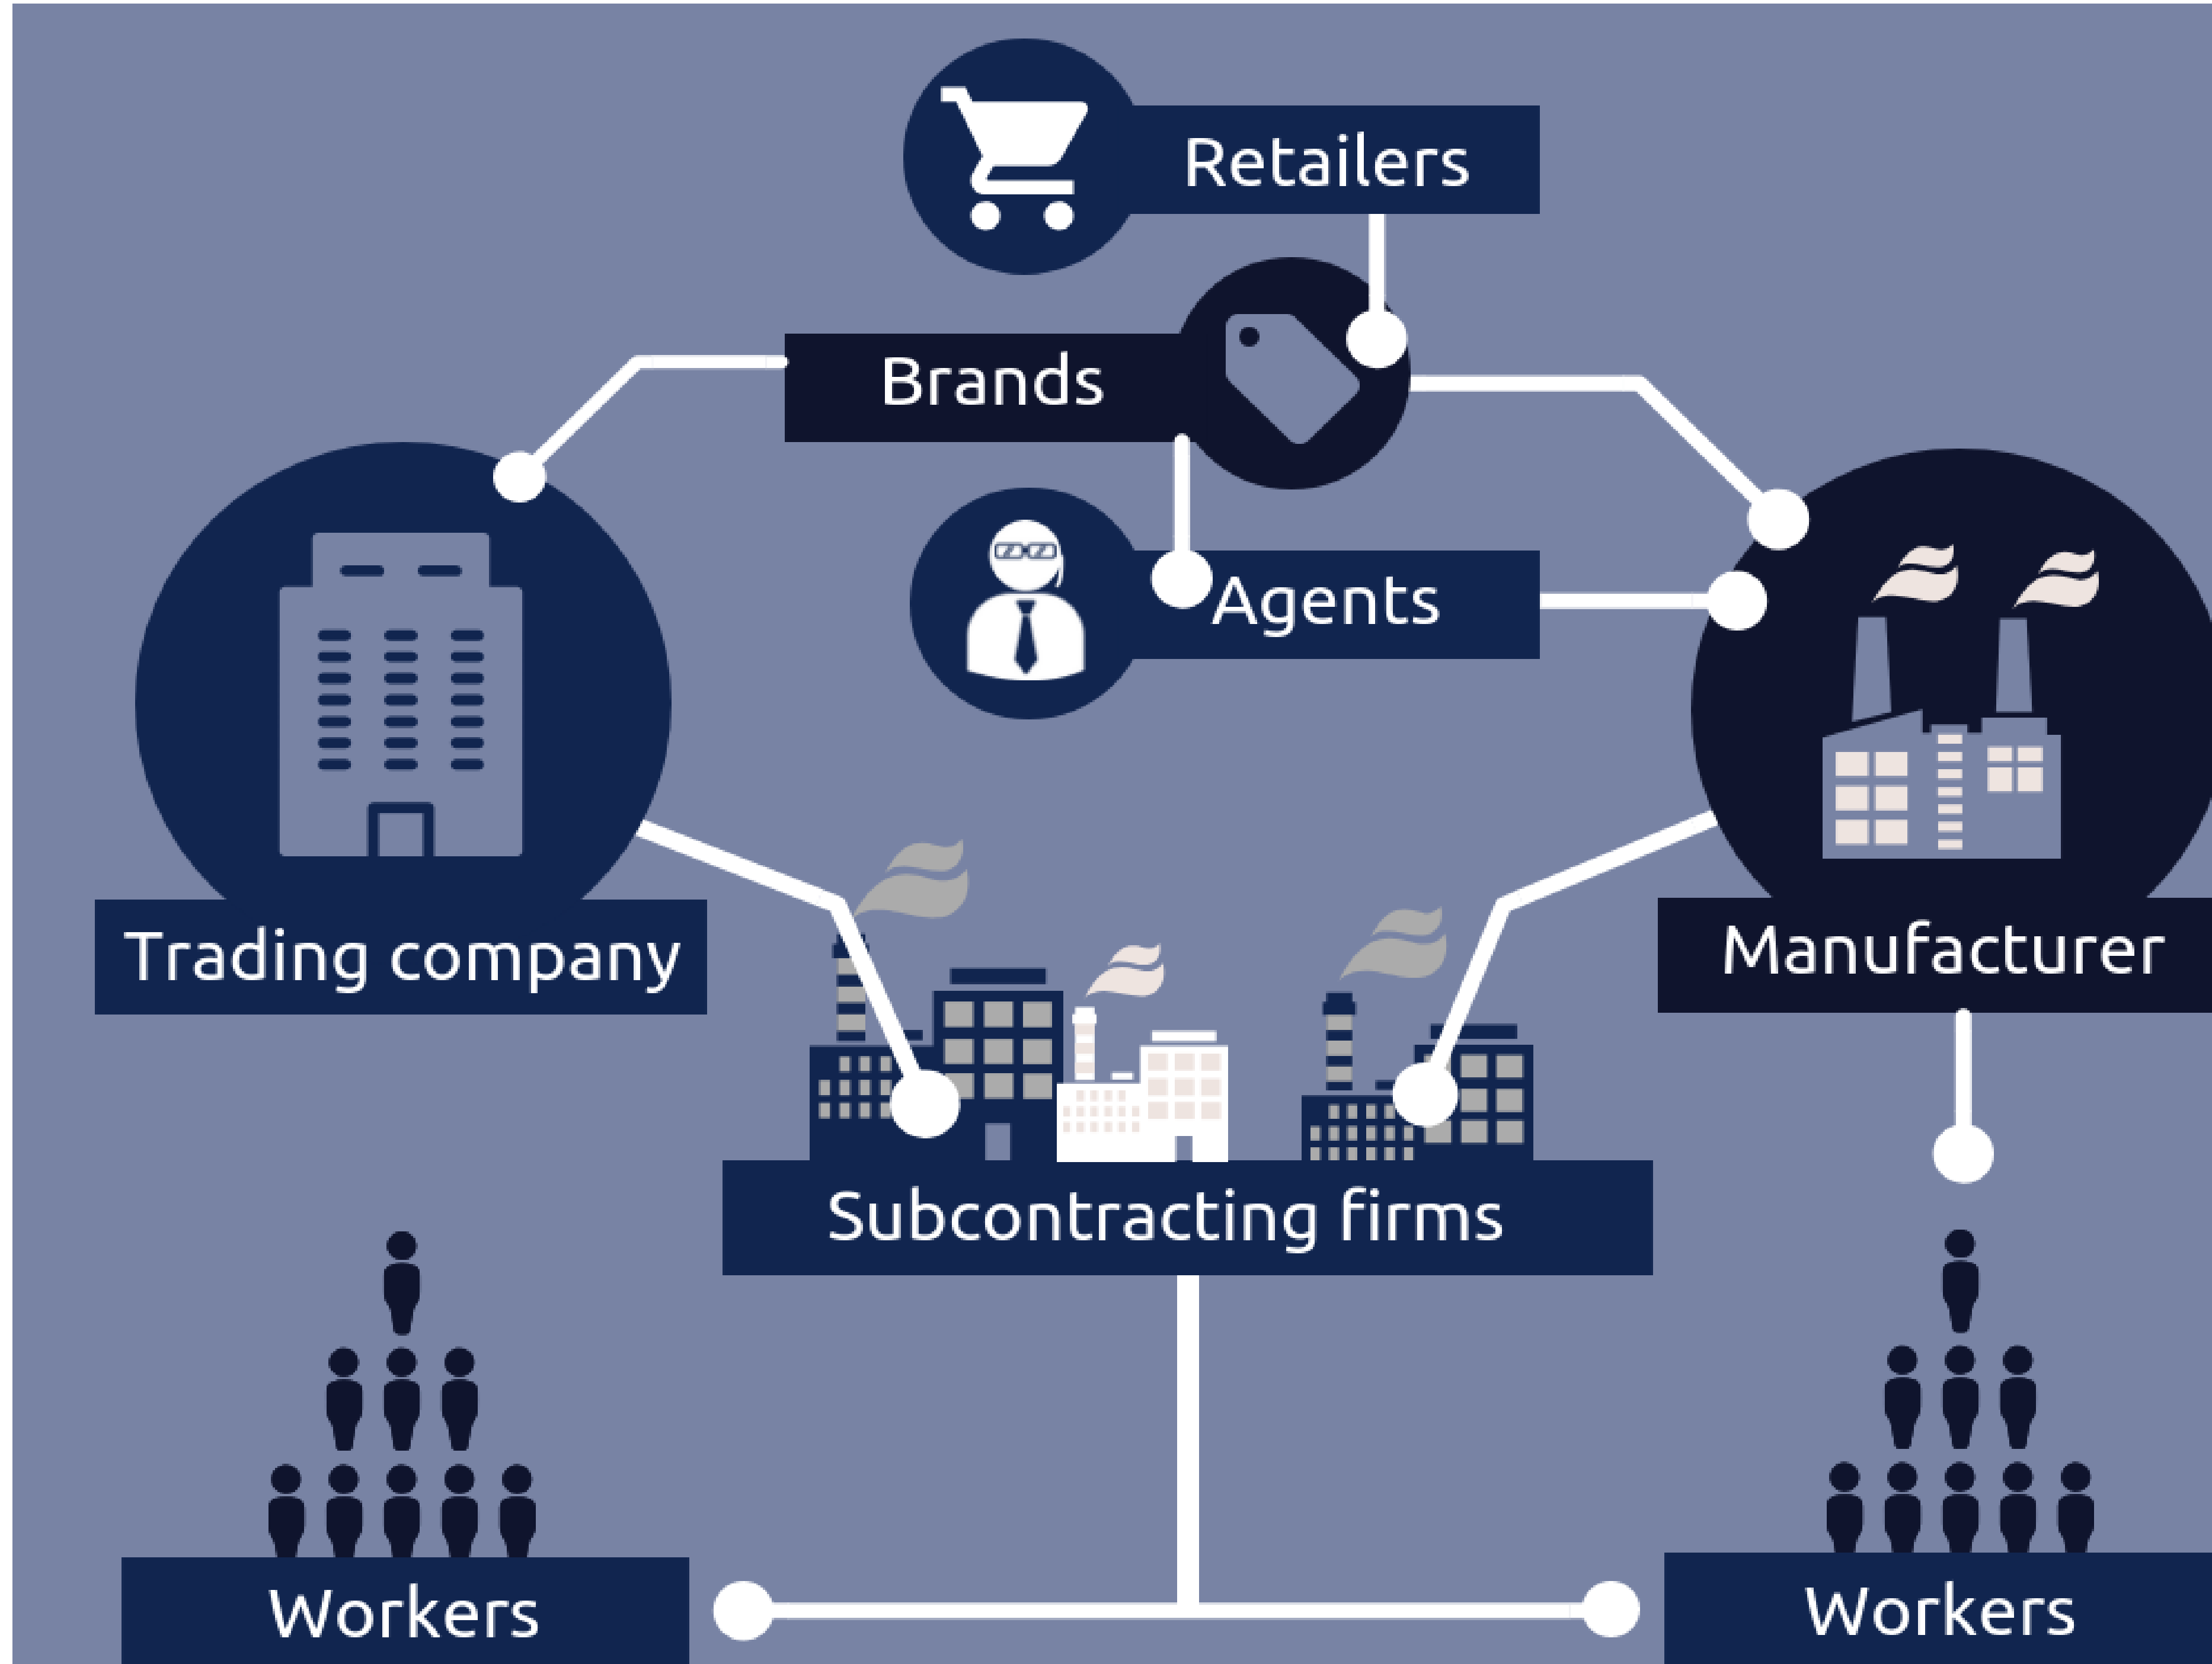 Retailers
Brands
Agents
Trading company
Manufacturer
Subcontracting firms
Workers
Workers